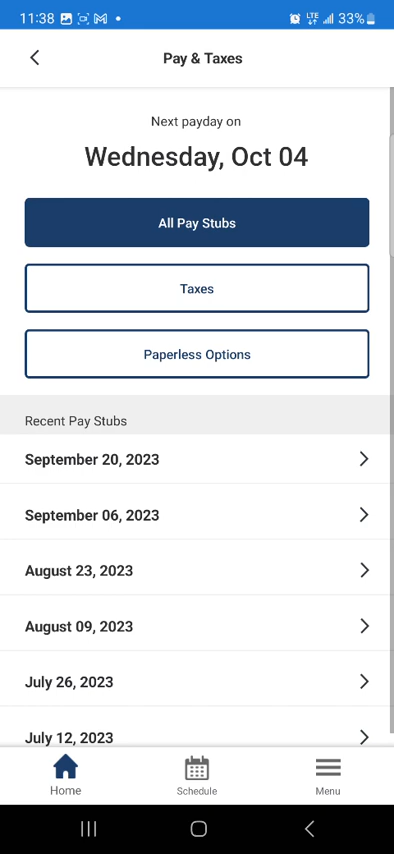 11:38 LTE 33%
Pay & Taxes
Next payday on
Wednesday, Oct 04
All Pay Stubs
Taxes
Paperless Options
Recent Pay Stubs
September 20, 2023
September 06, 2023
August 23, 2023
August 09, 2023
July 26, 2023
July 12, 2023
Home Schedule Menu